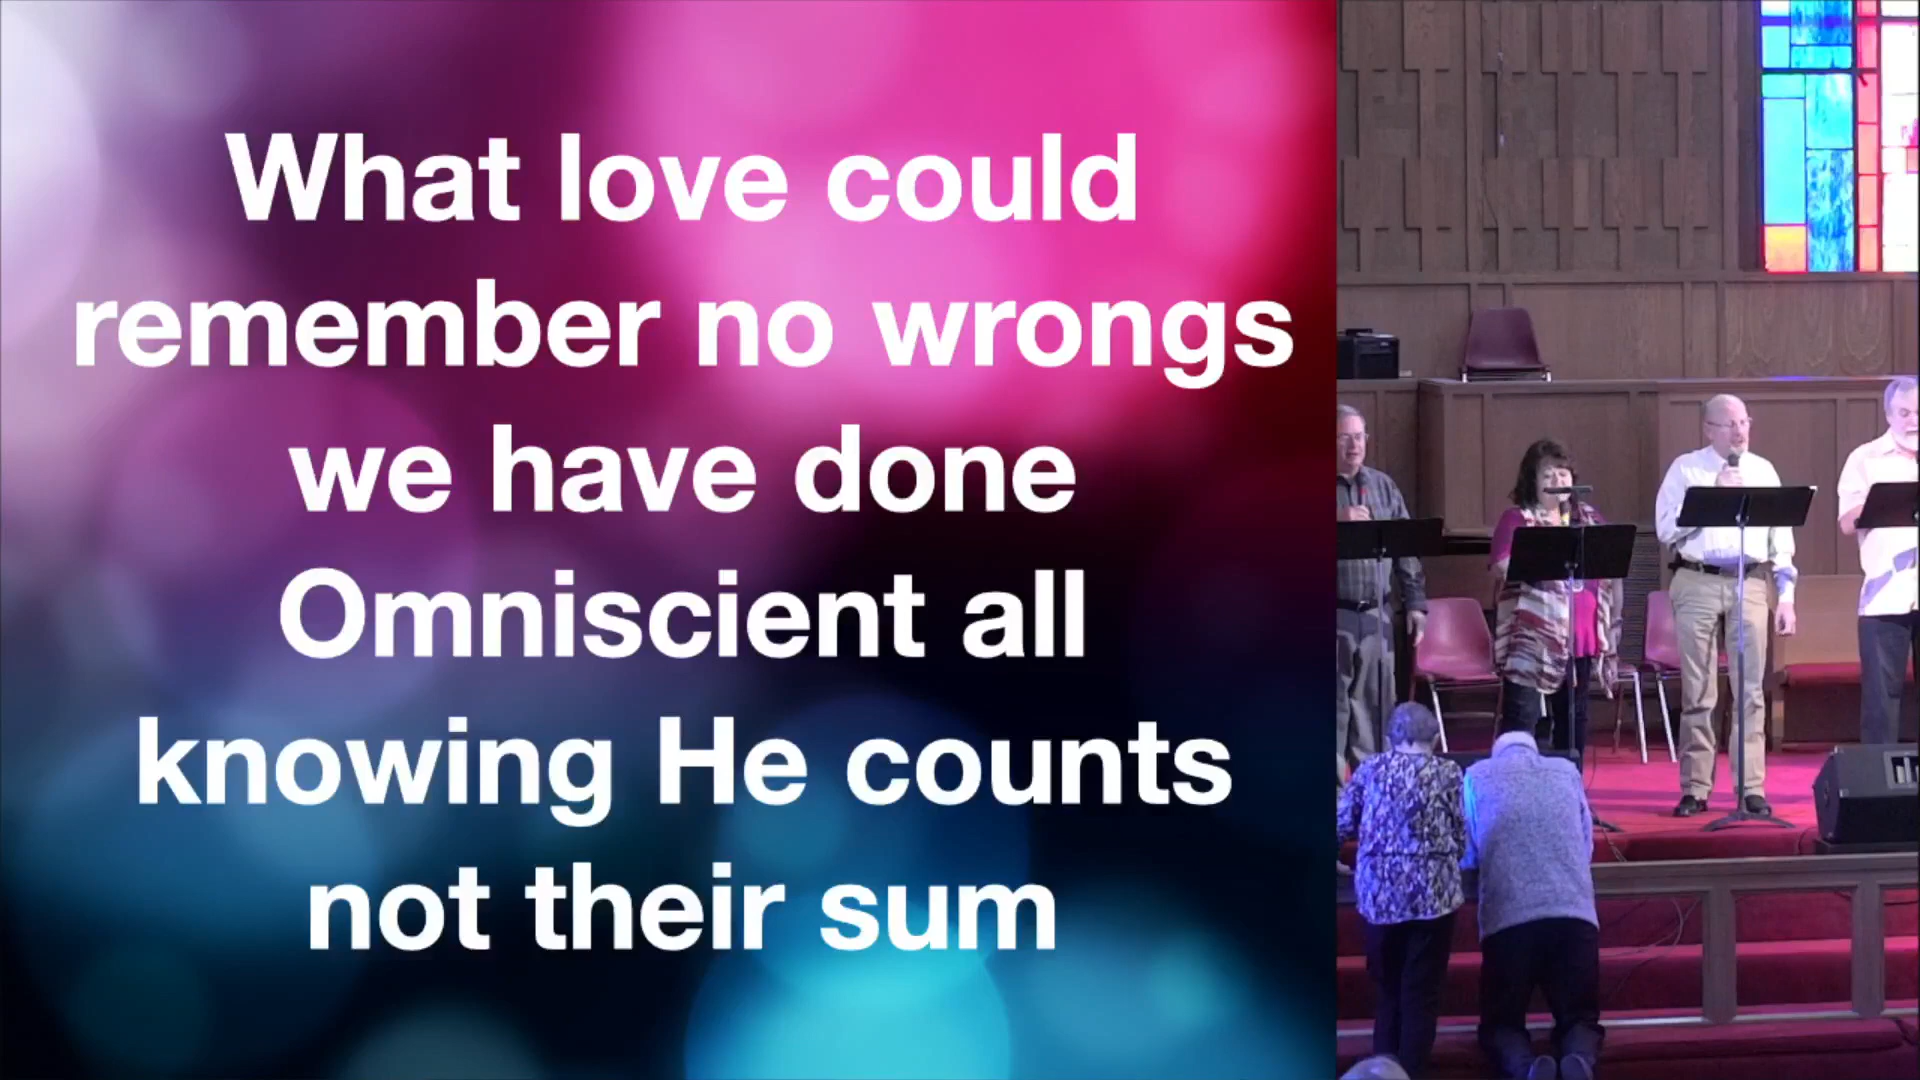 What love could
remember no wrongs
we have done
Omniscient all
knowing He counts
not their sum